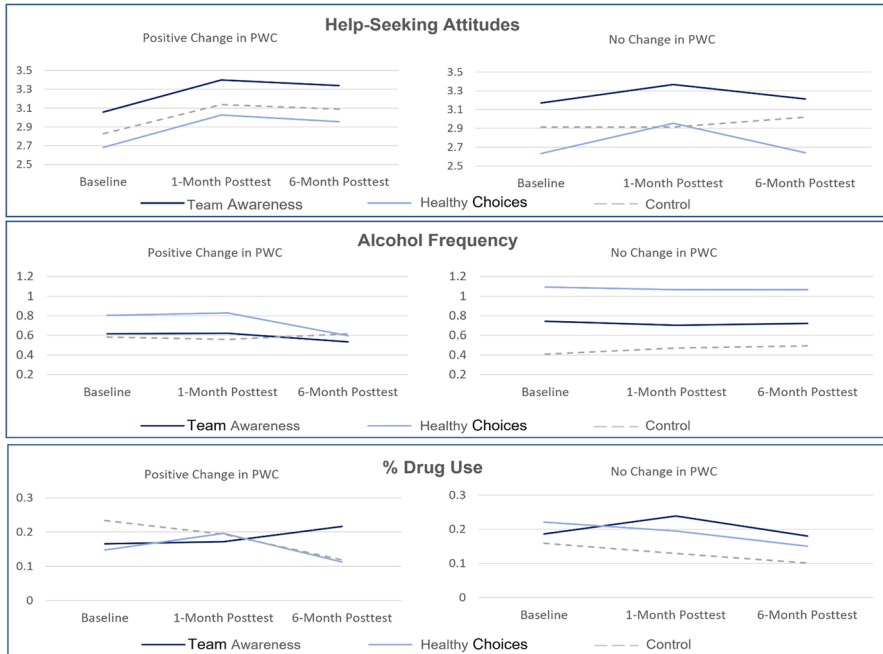 Help-Seeking Attitudes
Positive Change in PWC
No Change in PWC
3.5
3.3
3.1
2.9
2.7
2.5
Baseline
1-Month Posttest
6-Month Posttest
3.5
3.3
3.1
2.9
2.7
2.5
Baseline
1-Month Posttest
6-Month Posttest
Team Awareness
Healthy Choices
Control
Alcohol Frequency
Positive Change in PWC
No Change in PWC
1.2
1
0.8
0.6
0.4
0.2
Baseline
1-Month Posttest
6-Month Posttest
1.2
1
0.8
0.6
0.4
0.2
Baseline
1-Month Posttest
6-Month Posttest
Team Awareness
Healthy Choices
Control
% Drug Use
Positive Change in PWC
No Change in PWC
0.3
0.2
0.1
0
Baseline
1-Month Posttest
6-Month Posttest
0.3
0.2
0.1
0
Baseline
1-Month Posttest
6-Month Posttest
Team Awareness
Healthy Choices
Control